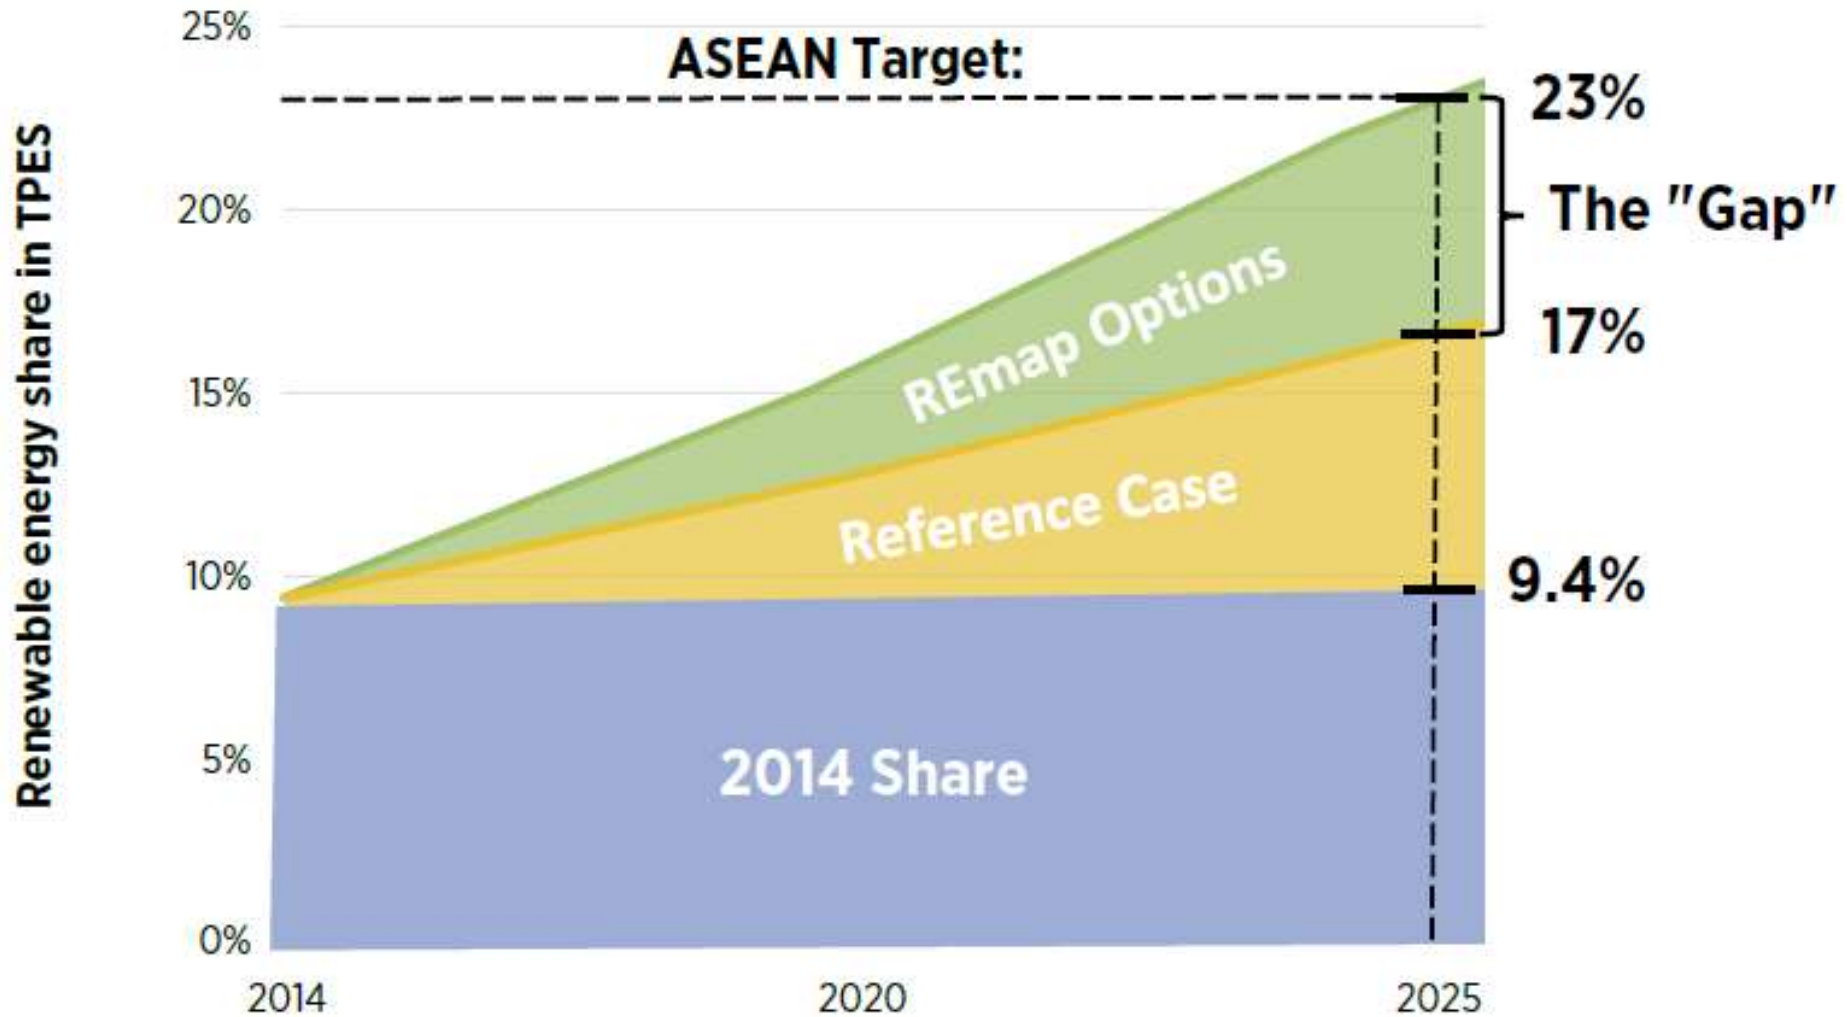 25%
ASEAN Target:
23%
Renewable energy share in TPES
20%
The "Gap"
REmap Options
17%
15%
Reference Case
10%
9.4%
5%
2014 Share
0%
2014
2020
2025